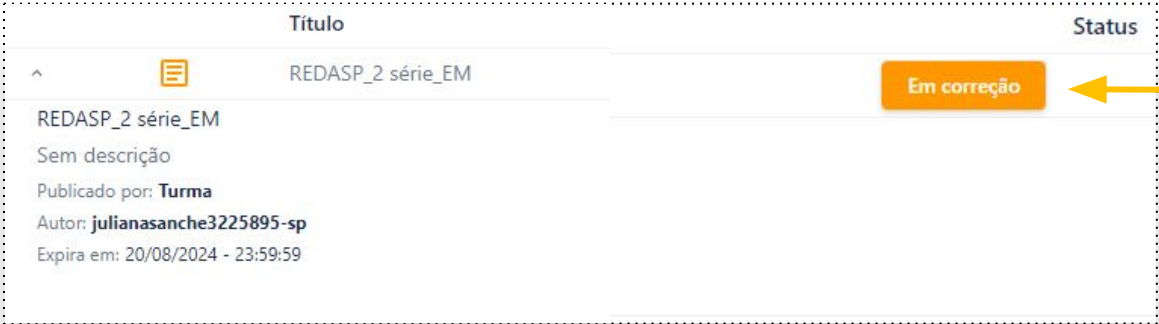 Título
Status
REDASP_2 série_EM
Em correção
REDASP_2 série_EM
Sem descrição
Publicado por: Turma
Autor: julianasanche3225895-sp
Expira em: 20/08/2024 - 23:59:59